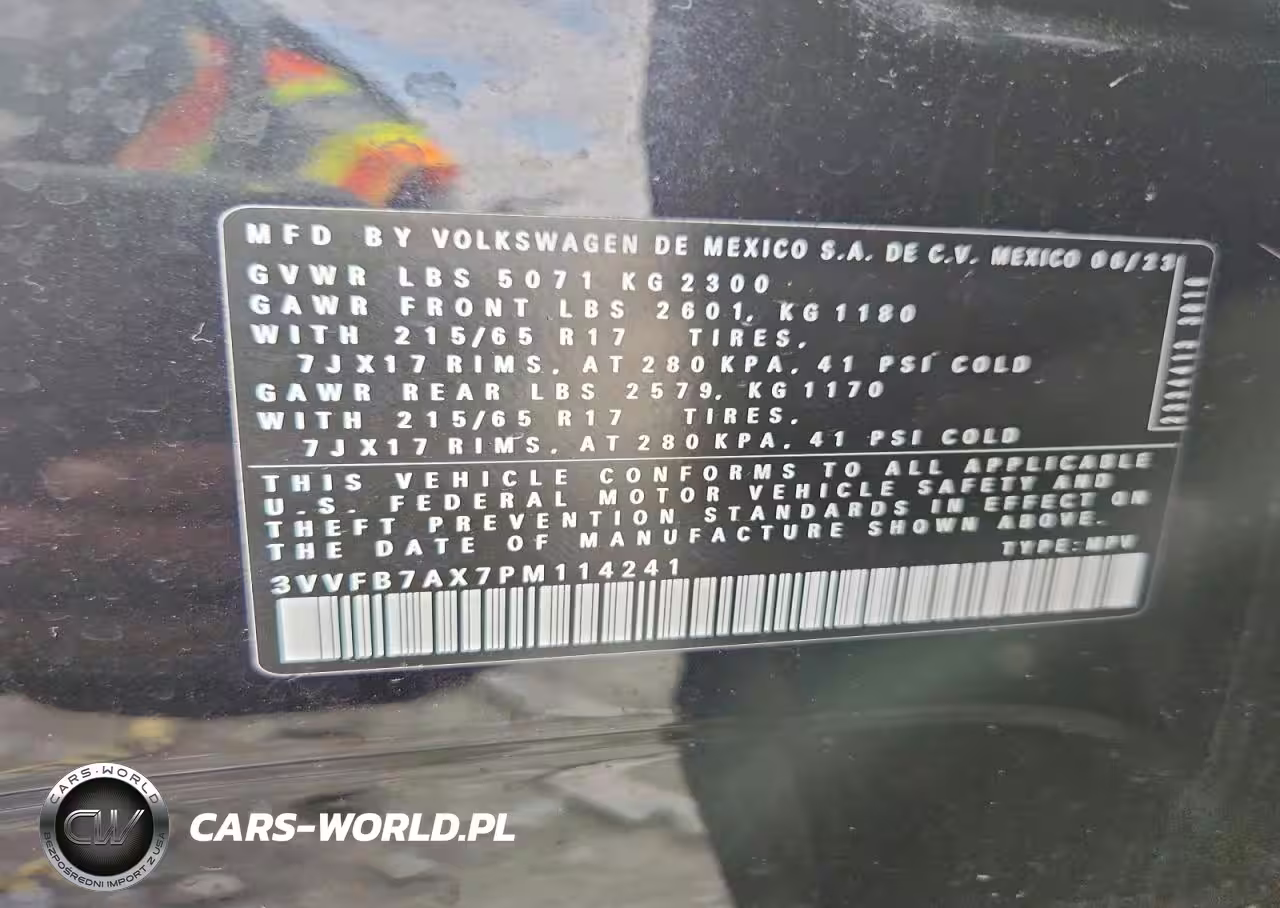 MFD BY VOLKSWAGEN DE MEXICO S.A. DE C.V. MEXICO 06/23
GVWR LBS 5071 KG 2300
GAWR FRONT LBS 2601, KG 1180
WITH 215/65 R17 TIRES,
7JX17 RIMS, AT 280 KPA, 41 PSI COLD
GAWR REAR LBS 2579, KG 1170
WITH 215/65 R17 TIRES,
7JX17 RIMS, AT 280 KPA, 41 PSI COLD
THIS VEHICLE CONFORMS TO ALL APPLICABLE
U.S. FEDERAL MOTOR VEHICLE SAFETY AND
THEFT PREVENTION STANDARDS IN EFFECT ON
THE DATE OF MANUFACTURE SHOWN ABOVE.
TYPE:MPV
3VVFB7AX7PM114241
CARS-WORLD
CW
BEZPOŚREDNI IMPORT Z USA
CARS-WORLD.PL